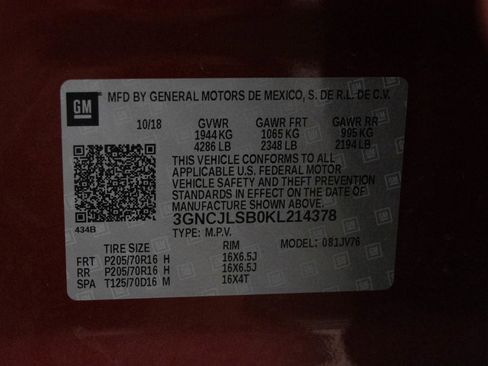 GM MFD BY GENERAL MOTORS DE MEXICO, S. DE R.L. DE C.V.
10/18 GVWR GAWR FRT GAWR RR
1944 KG 1065 KG 995 KG
4286 LB 2348 LB 2194 LB
THIS VEHICLE CONFORMS TO ALL
APPLICABLE U.S. FEDERAL MOTOR
VEHICLE SAFETY AND THEFT PREVENTION
STANDARDS IN EFFECT ON THE DATE OF
MANUFACTURE SHOWN ABOVE.
3GNCJLSB0KL214378
434B
TYPE: M.P.V.
TIRE SIZE RIM MODEL: 081JV76
FRT P205/70R16 H 16X6.5J
RR P205/70R16 H 16X6.5J
SPA T125/70D16 M 16X4T